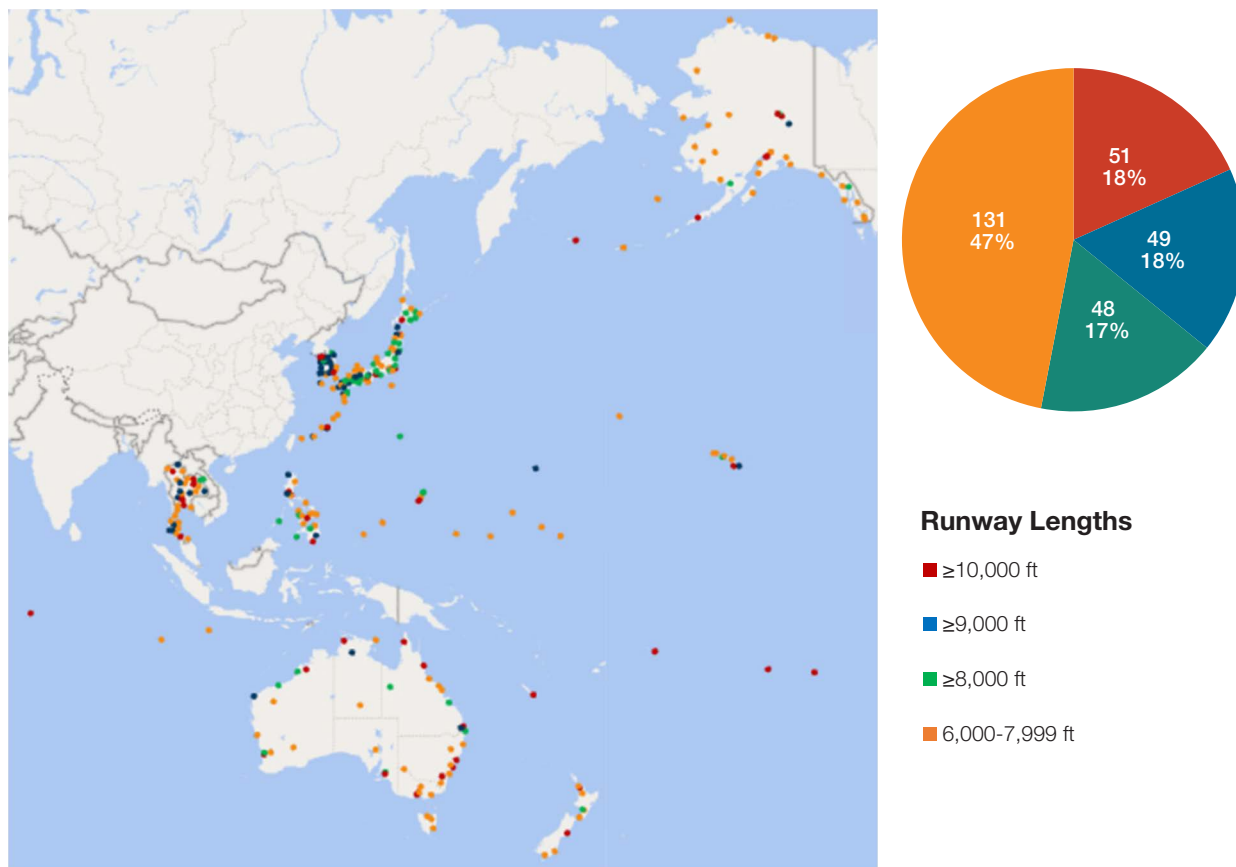 51
18%
131
47%
49
18%
48
17%
Runway Lengths
≥10,000 ft
≥9,000 ft
≥8,000 ft
6,000-7,999 ft